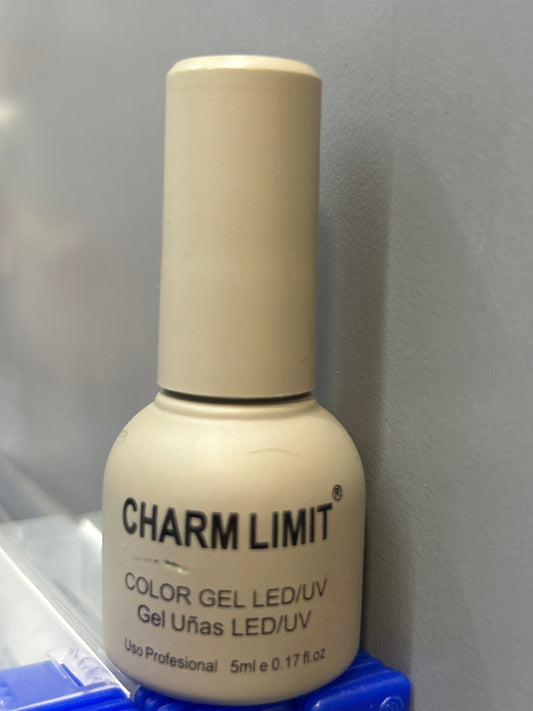 CHARM LIMIT®
COLOR GEL LED/UV
Gel Uñas LED/UV
Uso Profesional 5ml e 0.17 fl.oz